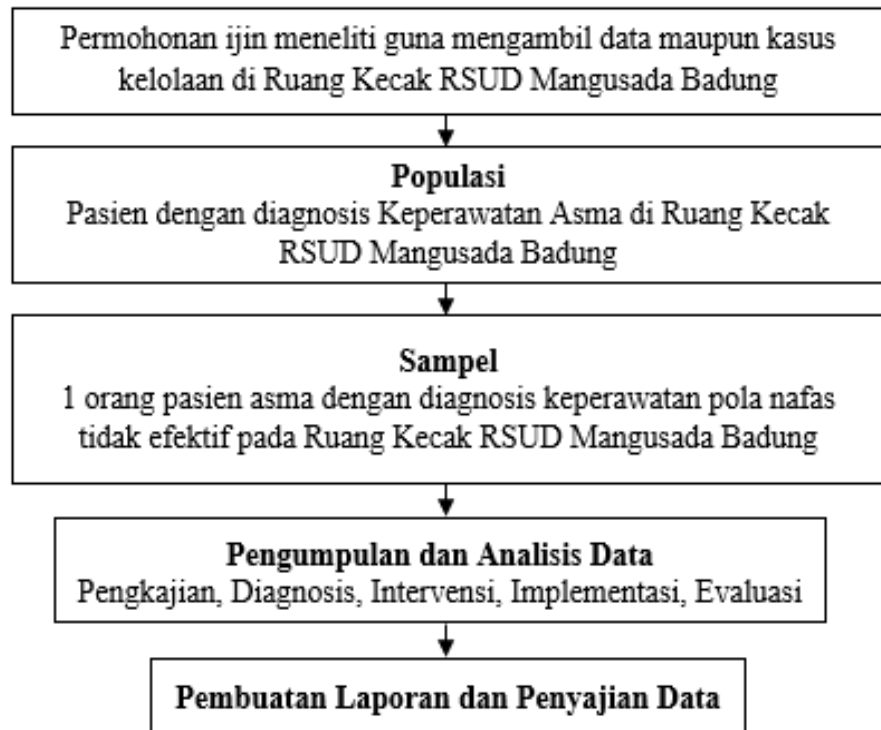 Permohonan ijin meneliti guna mengambil data maupun kasus
kelolaan di Ruang Kecak RSUD Mangusada Badung
Populasi
Pasien dengan diagnosis Keperawatan Asma di Ruang Kecak
RSUD Mangusada Badung
Sampel
1 orang pasien asma dengan diagnosis keperawatan pola nafas
tidak efektif pada Ruang Kecak RSUD Mangusada Badung
Pengumpulan dan Analisis Data
Pengkajian, Diagnosis, Intervensi, Implementasi, Evaluasi
Pembuatan Laporan dan Penyajian Data